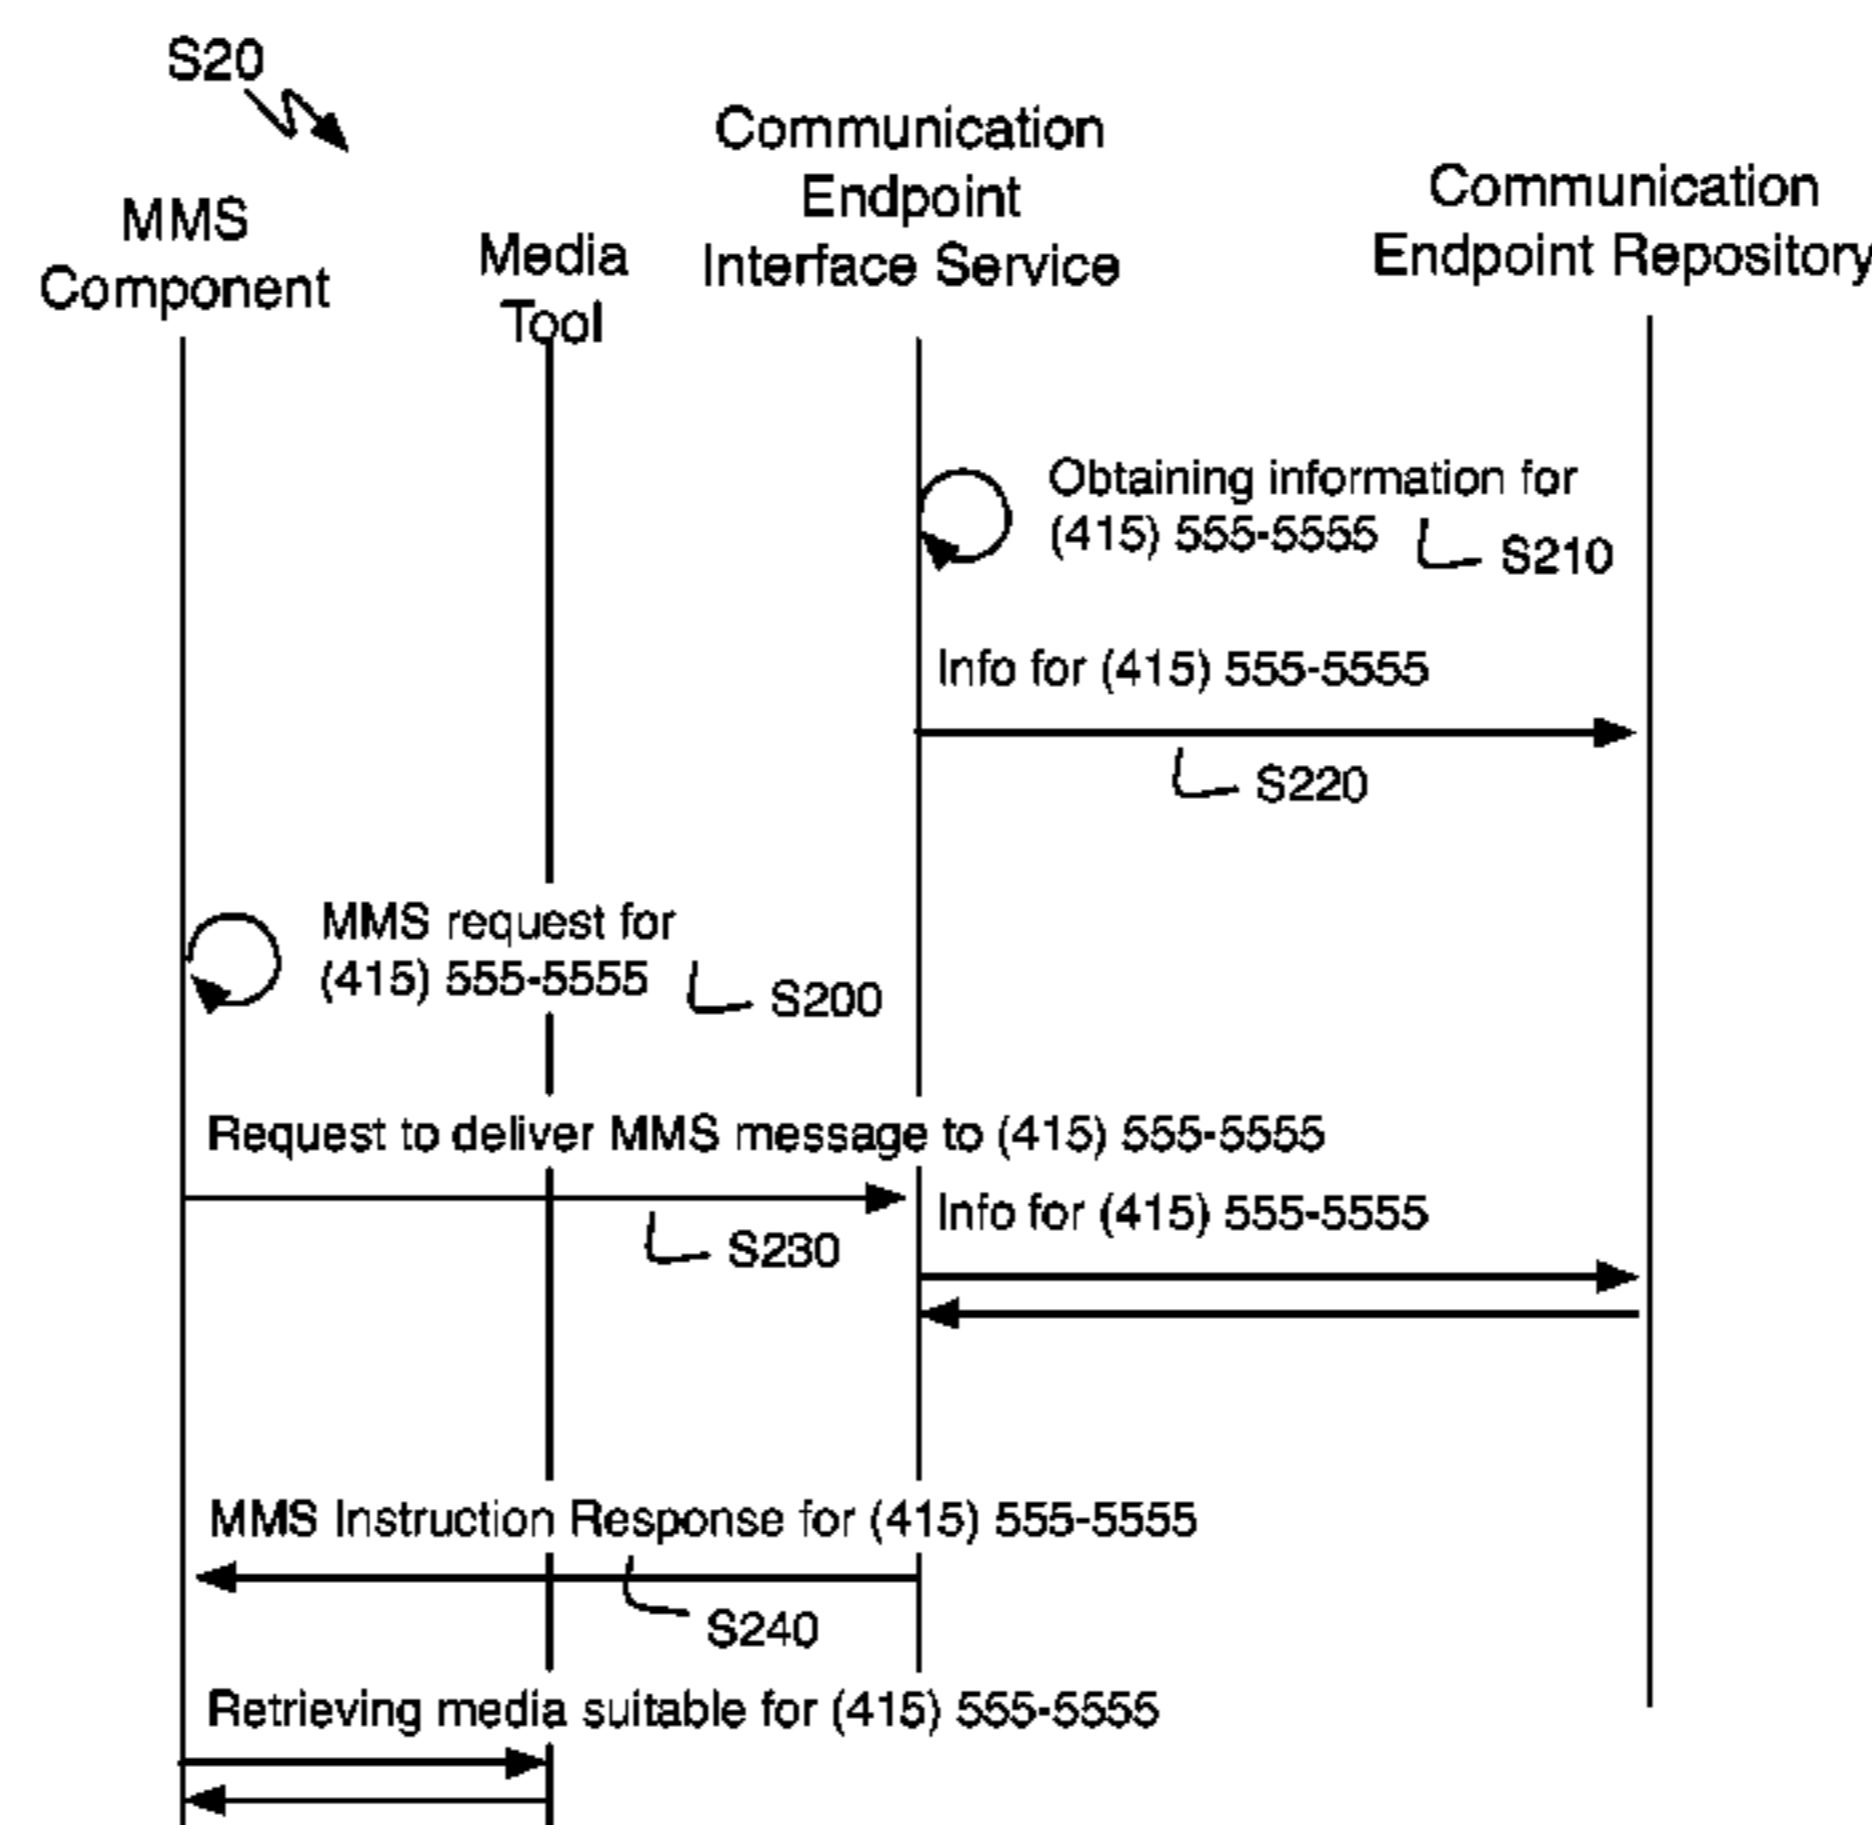 S20
MMS
Component
Media
Tool
Communication
Endpoint
Interface Service
Communication
Endpoint Repository
Obtaining information for
(415) 555-5555
S210
Info for (415) 555-5555
S220
MMS request for
(415) 555-5555
S200
Request to deliver MMS message to (415) 555-5555
Info for (415) 555-5555
S230
MMS Instruction Response for (415) 555-5555
S240
Retrieving media suitable for (415) 555-5555